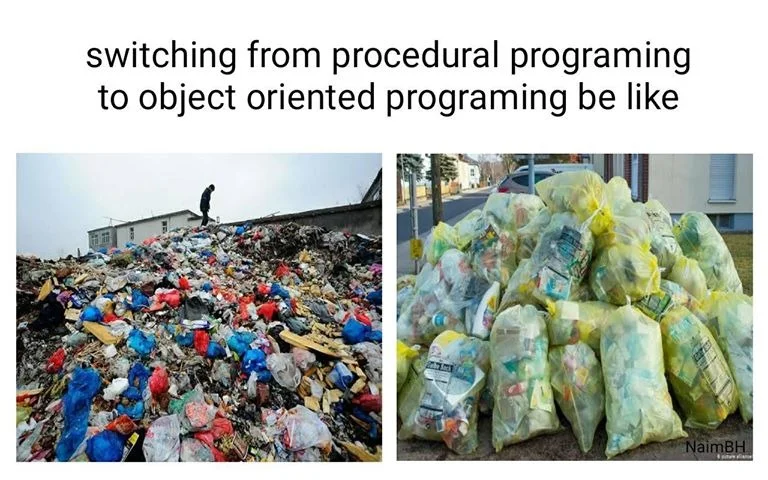 switching from procedural programing
to object oriented programing be like
NaimBH